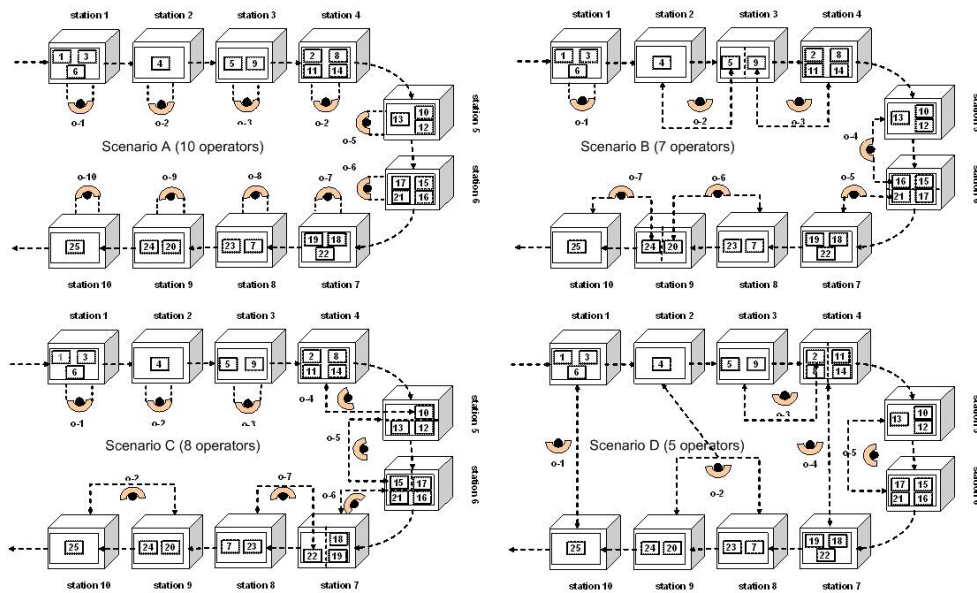 station 1 station 2 station 3 station 4
1 3 6
4
5 9
2 8 11 14
o-1 o-2 o-3 o-2
13 10 12
station 5
o-5
Scenario A (10 operators)
o-6
17 15 21 16
station 6
o-10 o-9 o-8 o-7
25
24 20
23 7
19 18 22
station 10 station 9 station 8 station 7
station 1 station 2 station 3 station 4
1 3 6
4
5 9
2 8 11 14
o-1 o-2 o-3
13 10 12
o-4
Scenario B (7 operators)
16 15 21 17
o-7 o-6 o-5
25
24 20
23 7
19 18 22
station 10 station 9 station 8 station 7
station 1 station 2 station 3 station 4
1 3 6
4
5 9
2 8 11 14
o-1 o-2 o-3 o-4
10 13 12
station 5
Scenario C (8 operators)
o-5
15 17 21 16
station 6
o-2 o-7 o-6
25
24 20
7 23
18 22 19
station 10 station 9 station 8 station 7
station 1 station 2 station 3 station 4
1 3 6
4
5 9
2 11 8 14
o-3
13 10 12
Scenario D (5 operators)
o-1 o-2 o-4 o-5
17 15 21 16
25
24 20
23 7
19 18 22
station 10 station 9 station 8 station 7